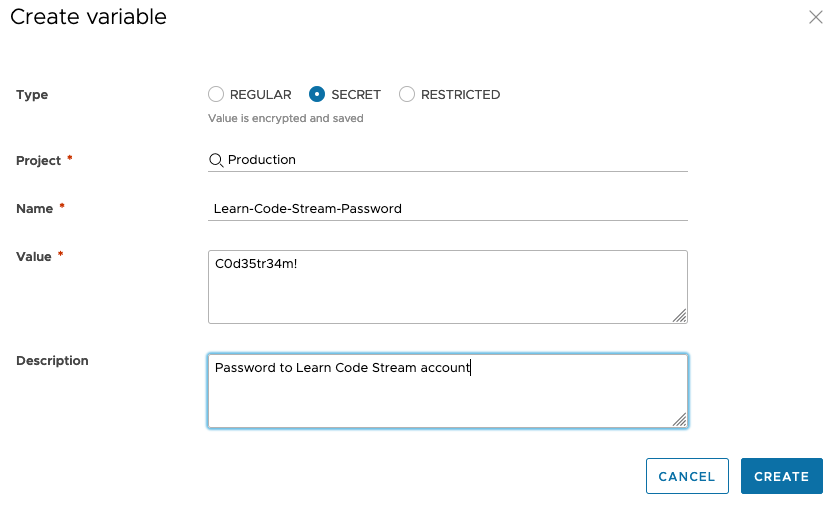 Create variable
Type REGULAR SECRET RESTRICTED
Value is encrypted and saved
Project * Production
Name * Learn-Code-Stream-Password
Value * C0d35tr34m!
Description Password to Learn Code Stream account
CANCEL CREATE